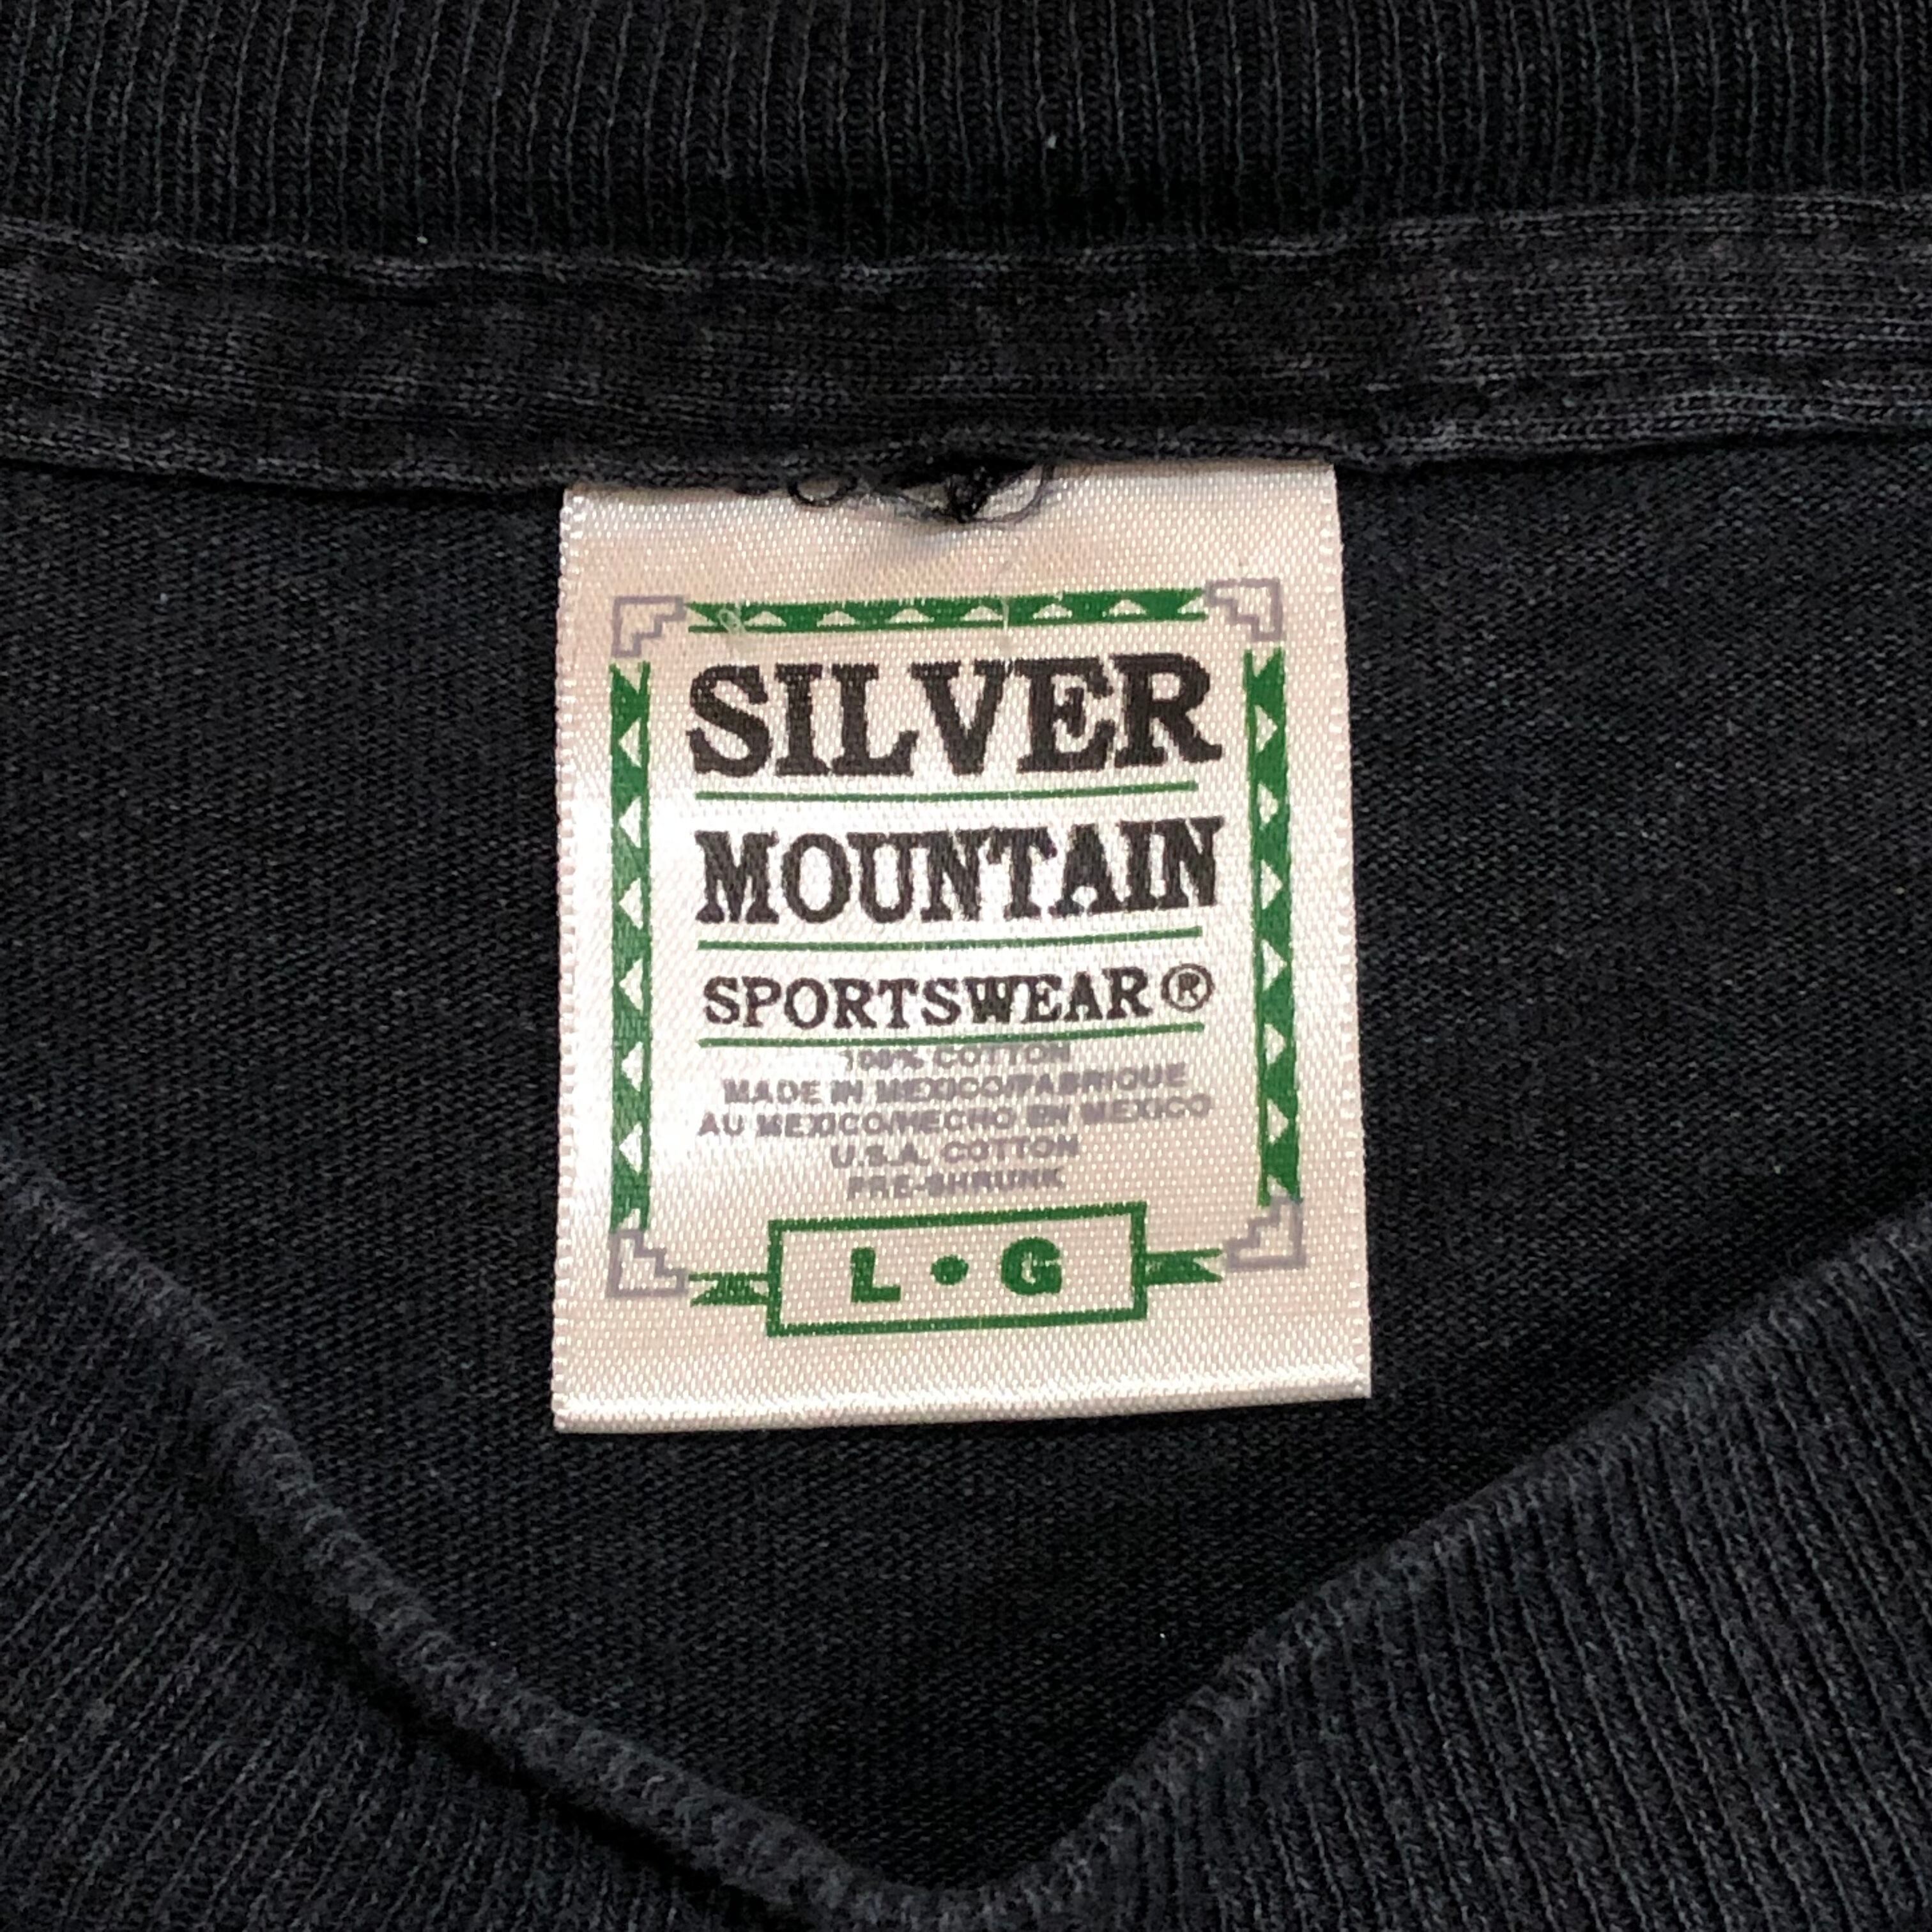 SILVER
MOUNTAIN
SPORTSWEAR®
100% COTTON
MADE IN MEXICO/FABRIQUE
AU MEXICO/HECHO EN MEXICO
U.S.A. COTTON
PRE-SHRUNK
L•G